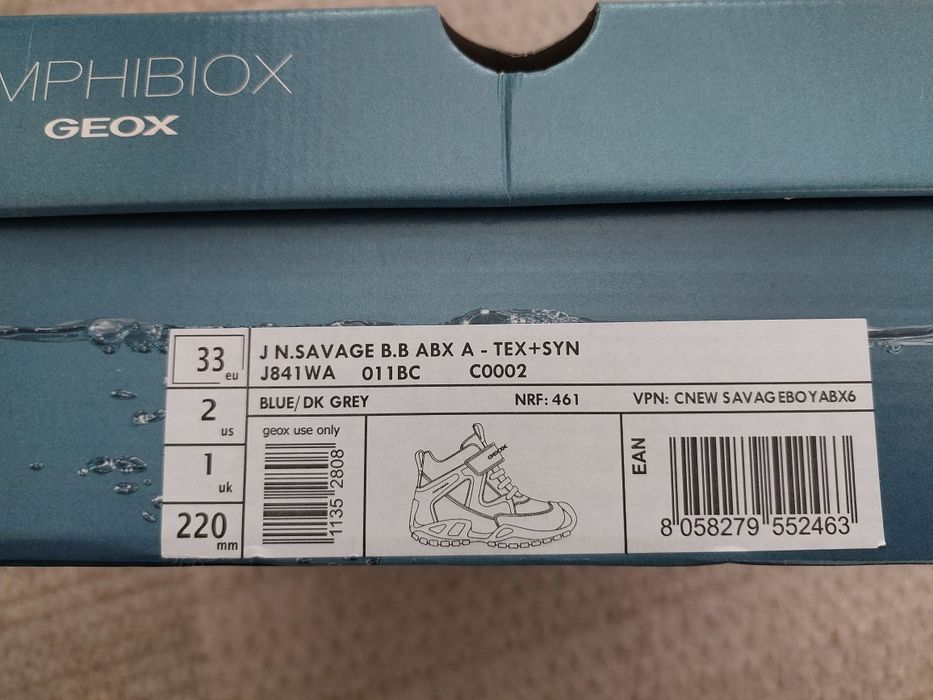 MPHIBIOX
GEOX
33 eu
2 us
1 uk
220 mm
J N.SAVAGE B.B ABX A - TEX+SYN
J841WA 011BC C0002
BLUE/ DK GREY NRF: 461 VPN: CNEW SAVAGEBOYABX6
geox use only
1135 2808
GEOX
EAN
8 058279 552463